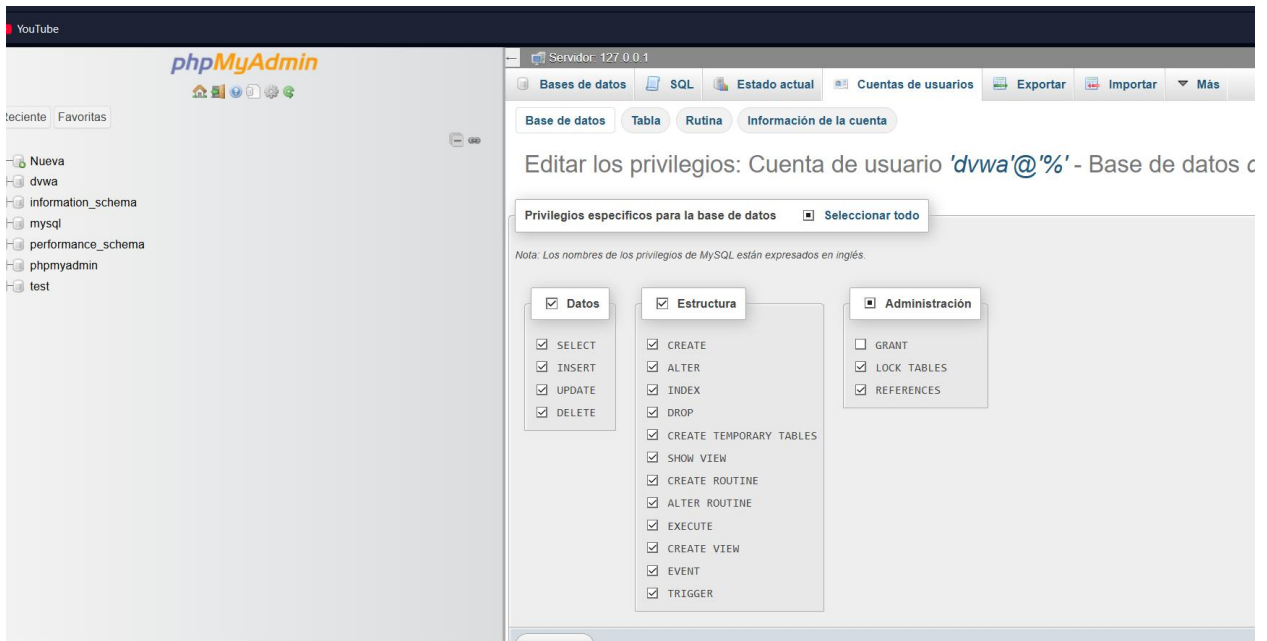 YouTube
phpMyAdmin
Reciente Favoritas
Nueva
dvwa
information_schema
mysql
performance_schema
phpmyadmin
test
Servidor: 127.0.0.1
Bases de datos SQL Estado actual Cuentas de usuarios Exportar Importar Más
Base de datos Tabla Rutina Información de la cuenta
Editar los privilegios: Cuenta de usuario 'dvwa'@'%' - Base de datos
Privilegios específicos para la base de datos Seleccionar todo
Nota: Los nombres de los privilegios de MySQL están expresados en inglés.
Datos
SELECT
INSERT
UPDATE
DELETE
Estructura
CREATE
ALTER
INDEX
DROP
CREATE TEMPORARY TABLES
SHOW VIEW
CREATE ROUTINE
ALTER ROUTINE
EXECUTE
CREATE VIEW
EVENT
TRIGGER
Administración
GRANT
LOCK TABLES
REFERENCES